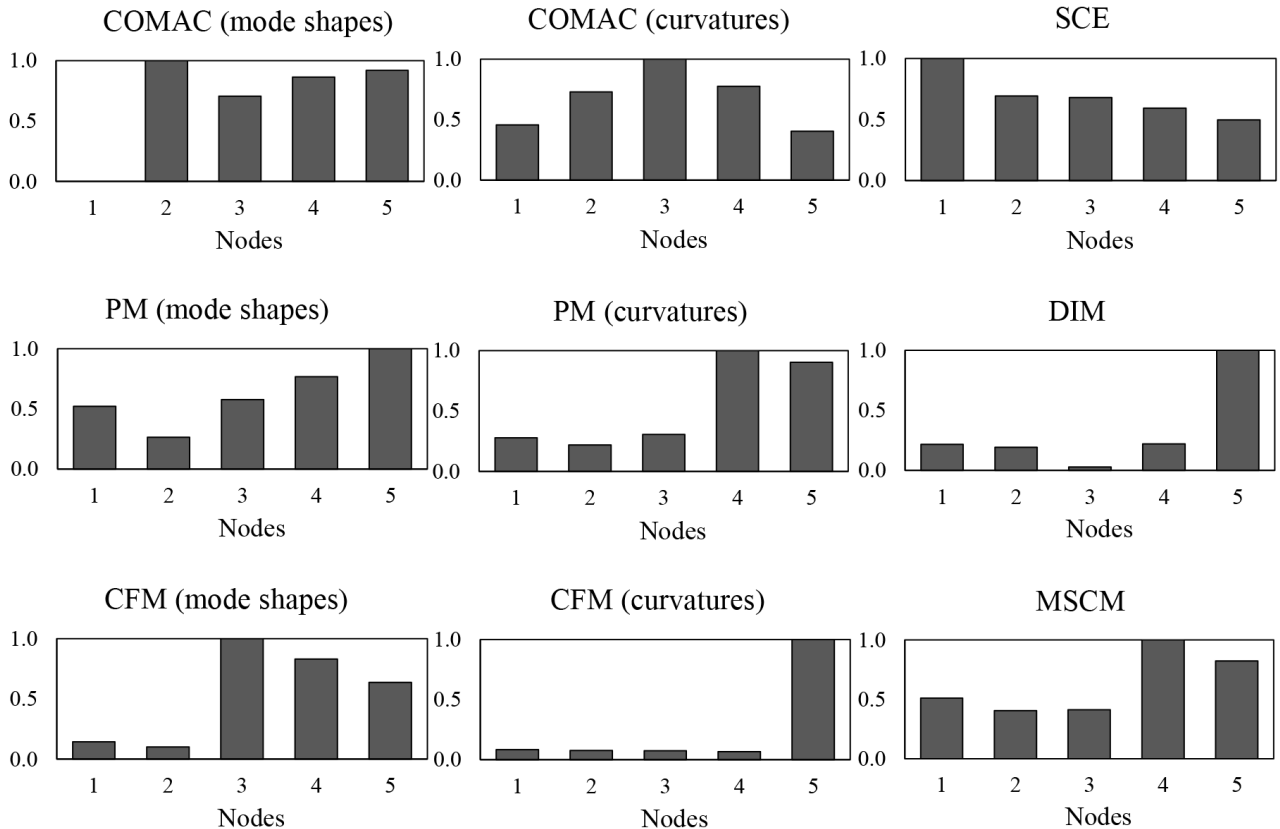 COMAC (mode shapes)
1.0
0.5
0.0
1 2 3 4 5
Nodes
COMAC (curvatures)
1.0
0.5
0.0
1 2 3 4 5
Nodes
SCE
1.0
0.5
0.0
1 2 3 4 5
Nodes
PM (mode shapes)
1.0
0.5
0.0
1 2 3 4 5
Nodes
PM (curvatures)
1.0
0.5
0.0
1 2 3 4 5
Nodes
DIM
1.0
0.5
0.0
1 2 3 4 5
Nodes
CFM (mode shapes)
1.0
0.5
0.0
1 2 3 4 5
Nodes
CFM (curvatures)
1.0
0.5
0.0
1 2 3 4 5
Nodes
MSCM
1.0
0.5
0.0
1 2 3 4 5
Nodes